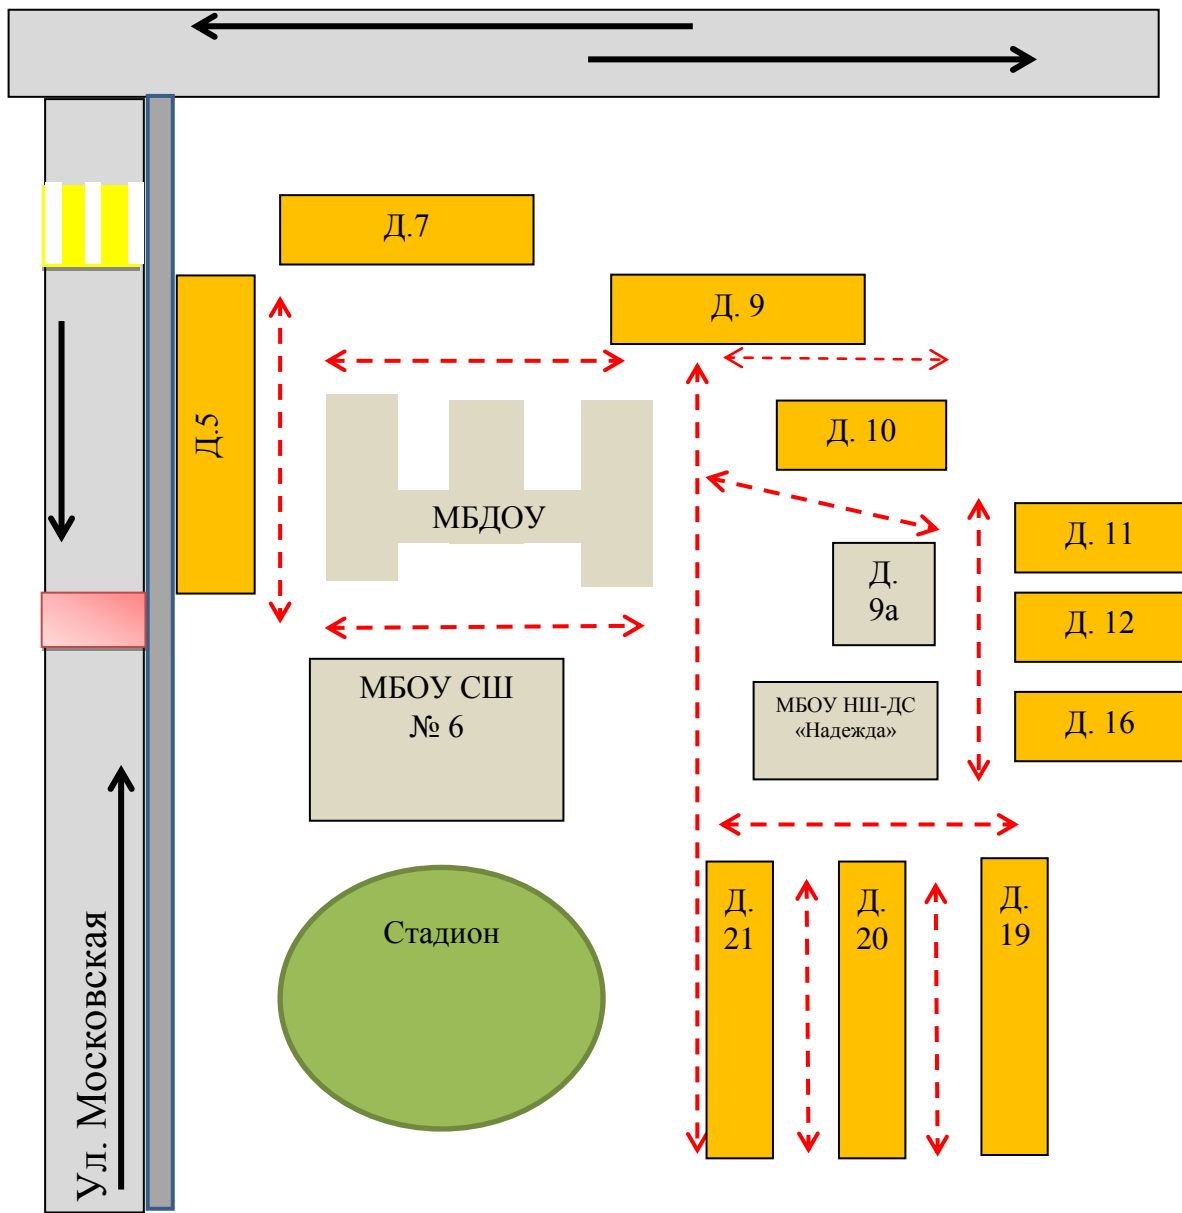 Д.7
Д. 9
Д.5
Д. 10
МБДОУ
Д. 11
Д.
9а
Д. 12
МБОУ СШ
№ 6
МБОУ НШ-ДС
«Надежда»
Д. 16
Стадион
Д.
21
Д.
20
Д.
19
Ул. Московская